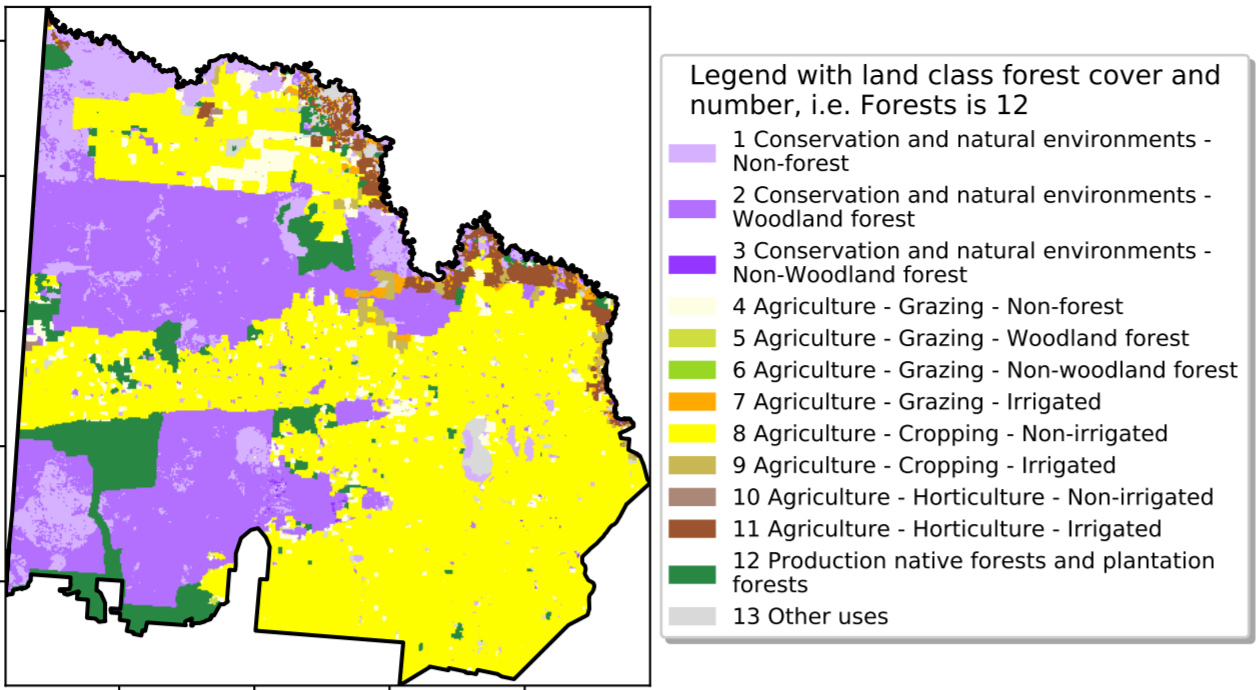 Legend with land class forest cover and
number, i.e. Forests is 12
1 Conservation and natural environments -
Non-forest
2 Conservation and natural environments -
Woodland forest
3 Conservation and natural environments -
Non-Woodland forest
4 Agriculture - Grazing - Non-forest
5 Agriculture - Grazing - Woodland forest
6 Agriculture - Grazing - Non-woodland forest
7 Agriculture - Grazing - Irrigated
8 Agriculture - Cropping - Non-irrigated
9 Agriculture - Cropping - Irrigated
10 Agriculture - Horticulture - Non-irrigated
11 Agriculture - Horticulture - Irrigated
12 Production native forests and plantation
forests
13 Other uses